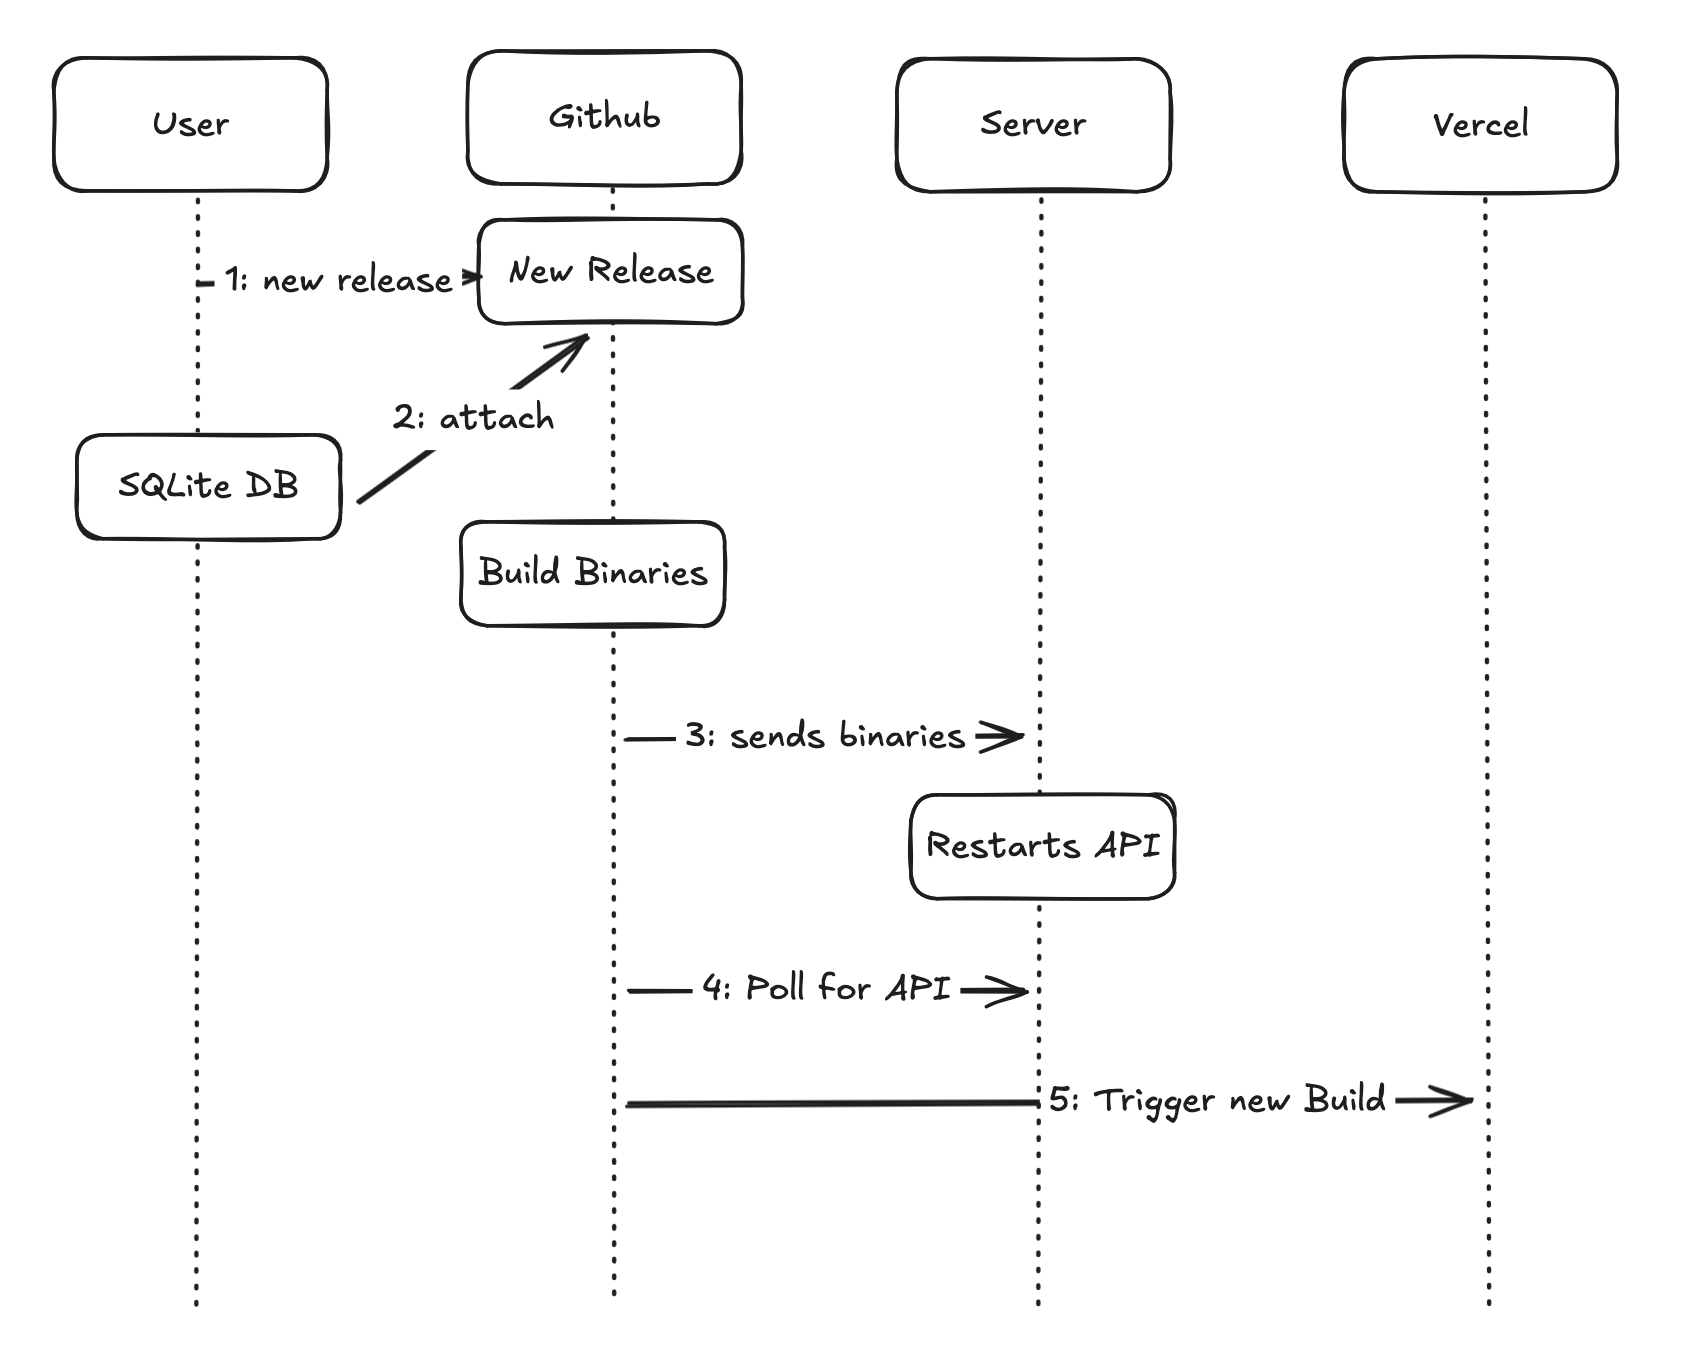 User
Github
Server
Vercel
New Release
1: new release
2: attach
SQLite DB
Build Binaries
3: sends binaries
Restarts API
4: Poll for API
5: Trigger new Build